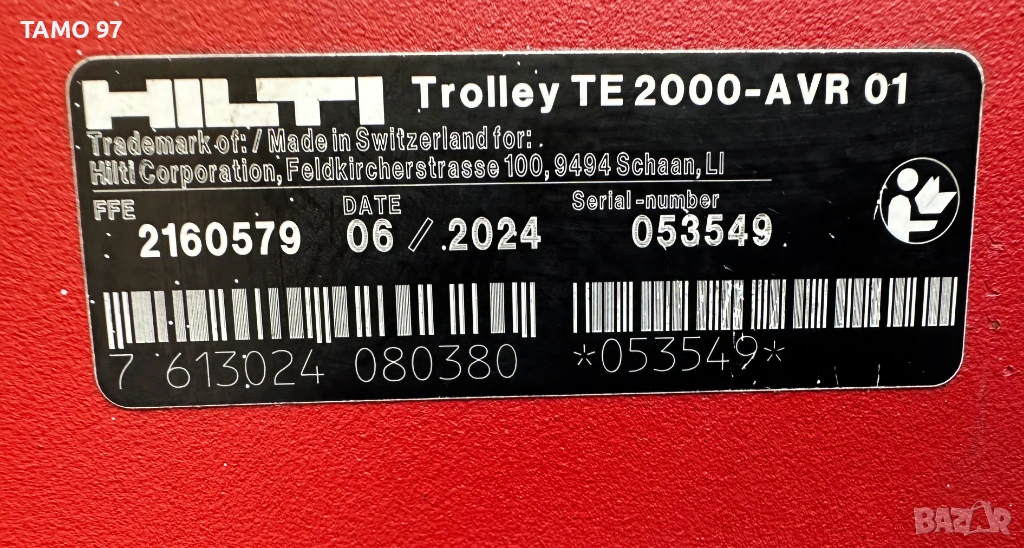 TAMO 97
HILTI Trolley TE 2000-AVR 01
Trademark of: / Made in Switzerland for:
Hilti Corporation, Feldkircherstrasse 100, 9494 Schaan, LI
FFE DATE Serial-number
2160579 06 / 2024 053549
7 613024 080380 *053549*
BAZAR